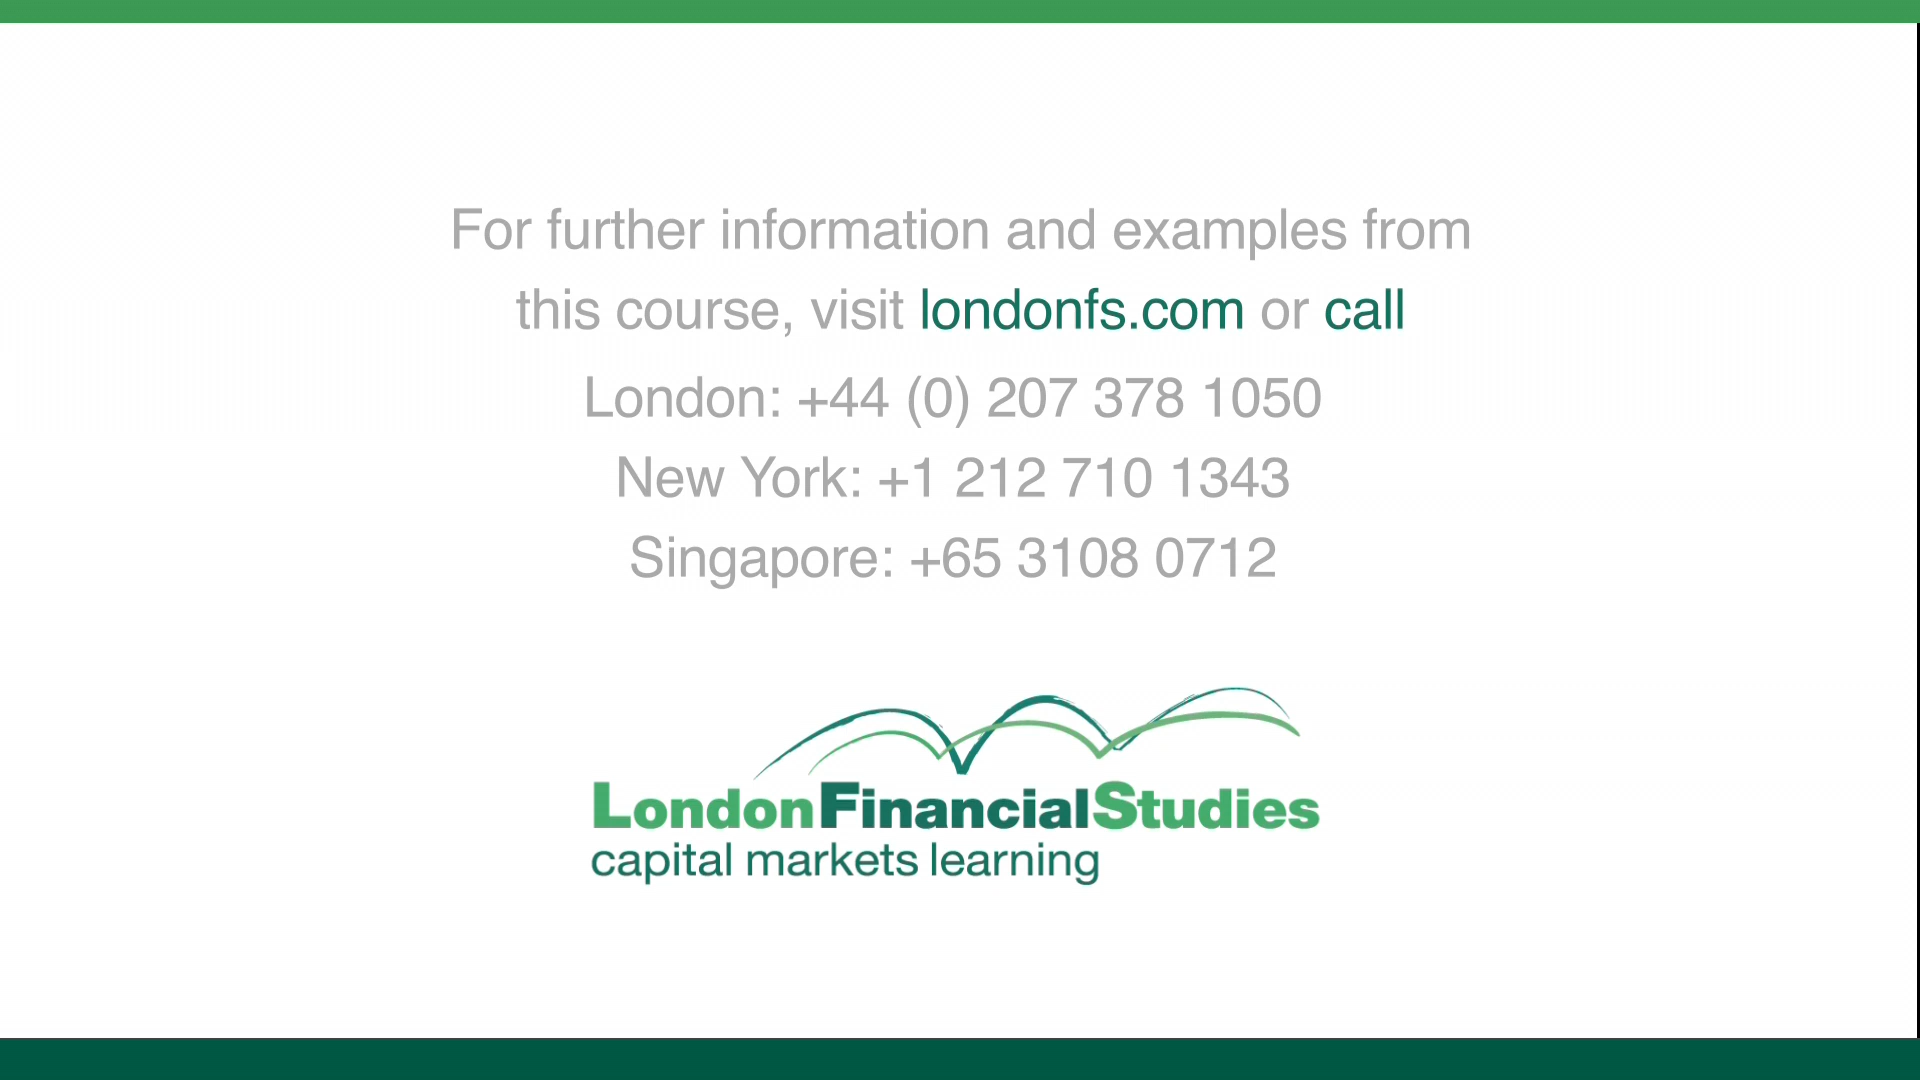 For further information and examples from
this course, visit londonfs.com or call
London: +44 (0) 207 378 1050
New York: +1 212 710 1343
Singapore: +65 3108 0712
LondonFinancialStudies
capital markets learning